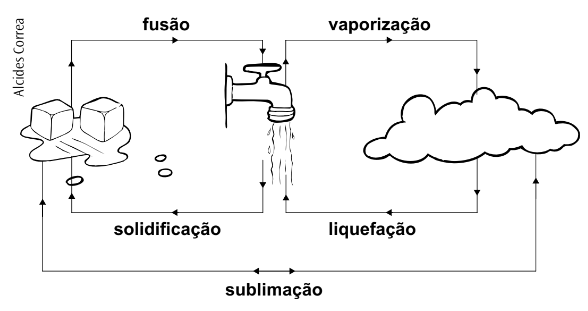 Alcides Correa
fusão
vaporização
solidificação
liquefação
sublimação